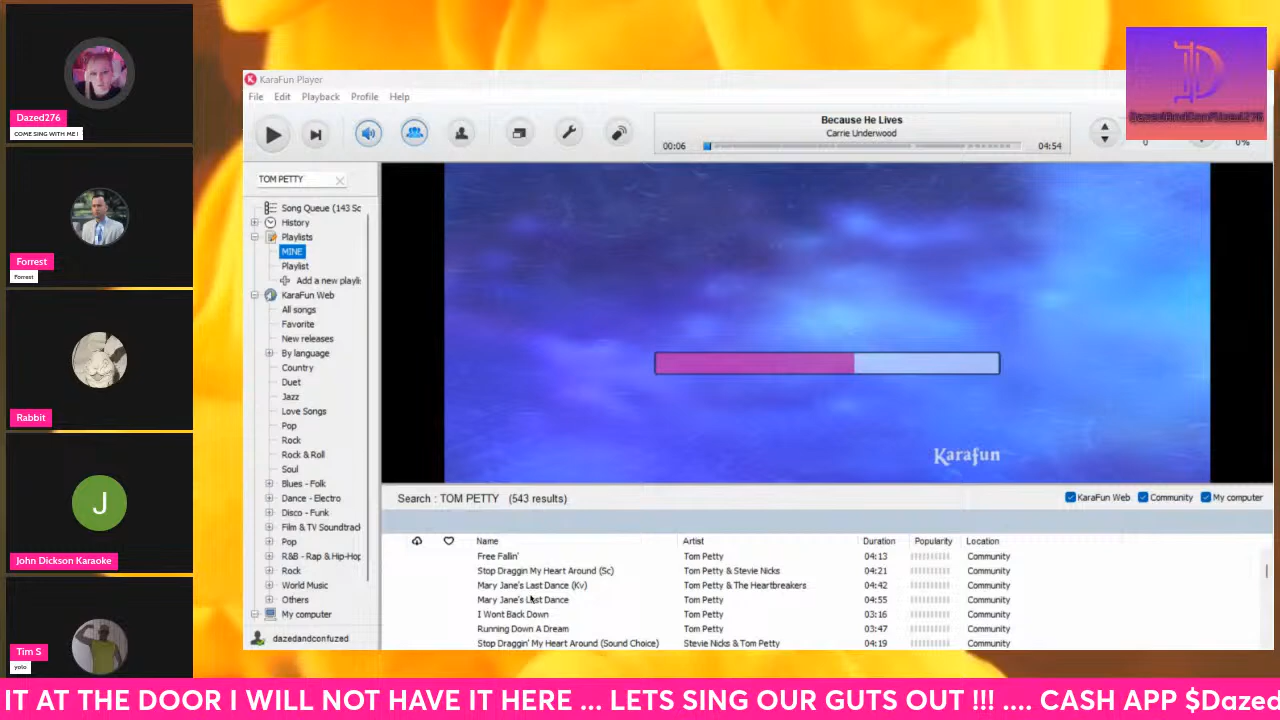 Dazed276
COME SING WITH ME !
Forrest
Forrest
Rabbit
J
John Dickson Karaoke
Tim S
yolo
KaraFun Player
File Edit Playback Profile Help
Because He Lives
Carrie Underwood
00:06 04:54
0 0%
D
DazedAndConfuzed276
TOM PETTY
Song Queue (143 Sc
History
Playlists
MINE
Playlist
Add a new playli
KaraFun Web
All songs
Favorite
New releases
By language
Country
Duet
Jazz
Love Songs
Pop
Rock
Rock & Roll
Soul
Blues - Folk
Dance - Electro
Disco - Funk
Film & TV Soundtrac
Pop
R&B - Rap & Hip-Hop
Rock
World Music
Others
My computer
dazedandconfuzed
Karafun
Search : TOM PETTY (543 results)
KaraFun Web Community My computer
Name Artist Duration Popularity Location
Free Fallin' Tom Petty 04:13 Community
Stop Draggin My Heart Around (Sc) Tom Petty & Stevie Nicks 04:21 Community
Mary Jane's Last Dance (Kv) Tom Petty & The Heartbreakers 04:42 Community
Mary Jane's Last Dance Tom Petty 04:55 Community
I Wont Back Down Tom Petty 03:16 Community
Running Down A Dream Tom Petty 03:47 Community
Stop Draggin' My Heart Around (Sound Choice) Stevie Nicks & Tom Petty 04:19 Community
IT AT THE DOOR I WILL NOT HAVE IT HERE ... LETS SING OUR GUTS OUT !!! .... CASH APP $Dazed